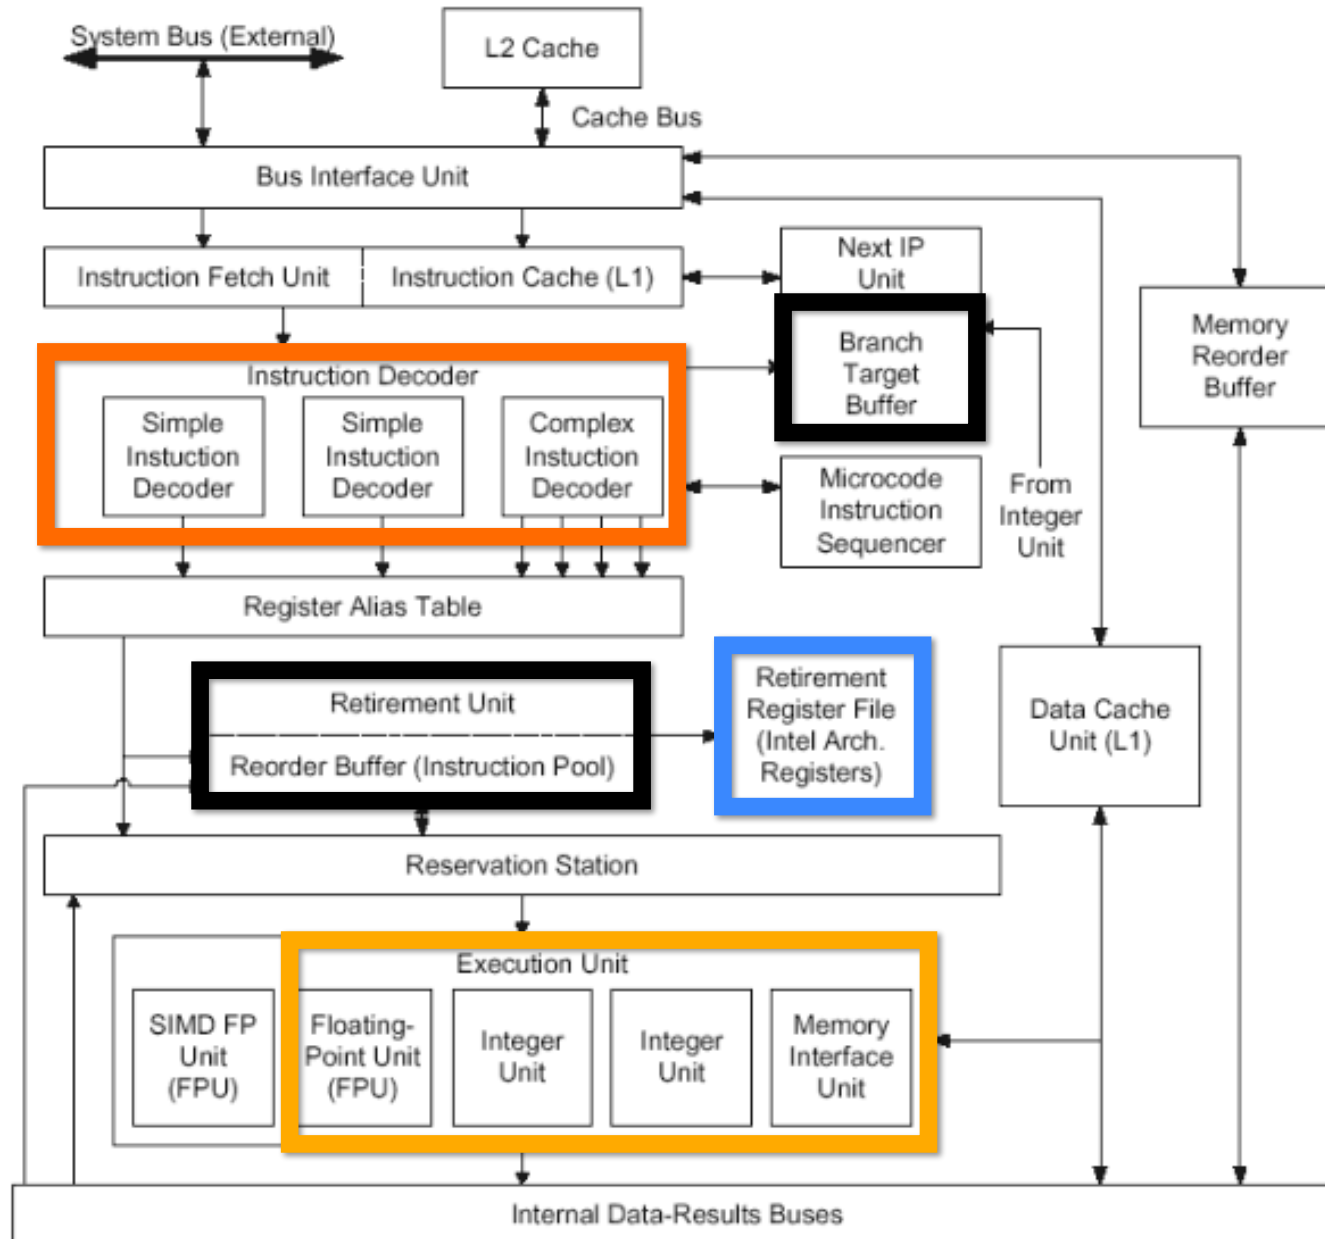 System Bus (External)
L2 Cache
Cache Bus
Bus Interface Unit
Instruction Fetch Unit
Instruction Cache (L1)
Next IP
Unit
Branch
Target
Buffer
Memory
Reorder
Buffer
Instruction Decoder
Simple
Instuction
Decoder
Simple
Instuction
Decoder
Complex
Instuction
Decoder
Microcode
Instruction
Sequencer
From
Integer
Unit
Register Alias Table
Retirement Unit
Reorder Buffer (Instruction Pool)
Retirement
Register File
(Intel Arch.
Registers)
Data Cache
Unit (L1)
Reservation Station
Execution Unit
SIMD FP
Unit
(FPU)
Floating-
Point Unit
(FPU)
Integer
Unit
Integer
Unit
Memory
Interface
Unit
Internal Data-Results Buses